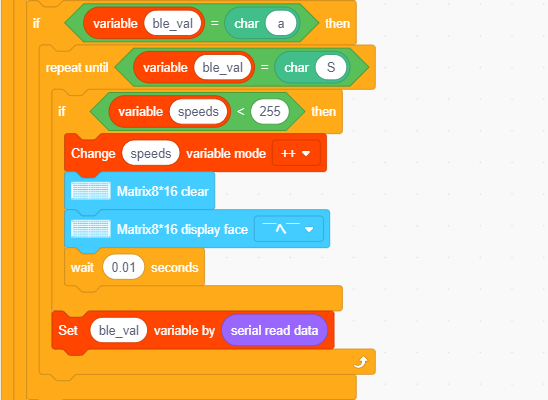 if variable ble_val = char a then
repeat until variable ble_val = char S
if variable speeds < 255 then
Change speeds variable mode ++
Matrix8*16 clear
Matrix8*16 display face
wait 0.01 seconds
Set ble_val variable by serial read data